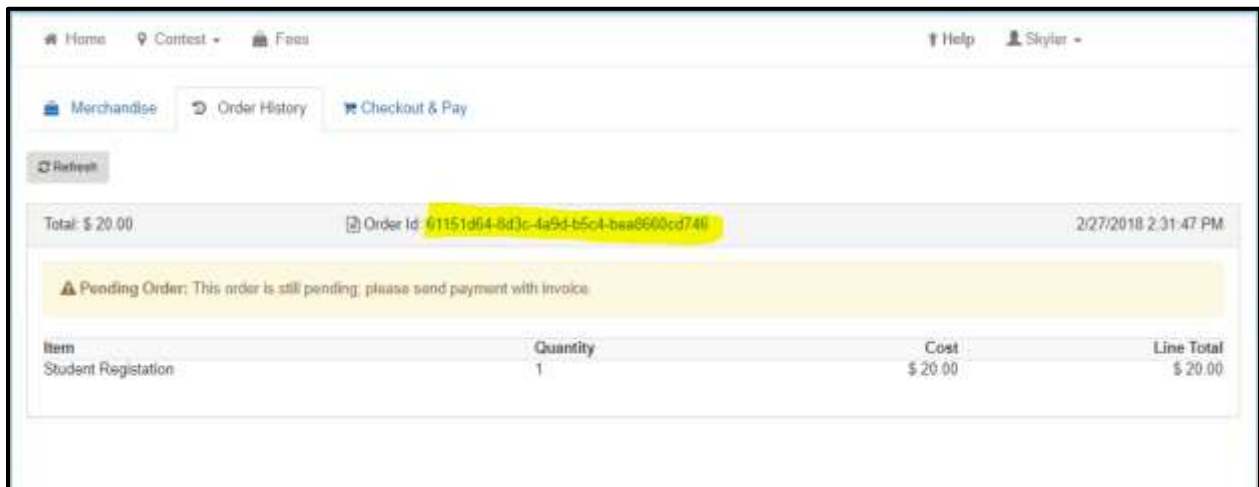 Home Contest Fees Help Skyler
Merchandise Order History Checkout & Pay
Refresh
Total: $ 20.00 Order Id: 61151d64-8d3c-4a9d-b5c4-bea8660cd746 2/27/2018 2:31:47 PM
Pending Order: This order is still pending; please send payment with invoice.
Item Quantity Cost Line Total
Student Registation 1 $ 20.00 $ 20.00